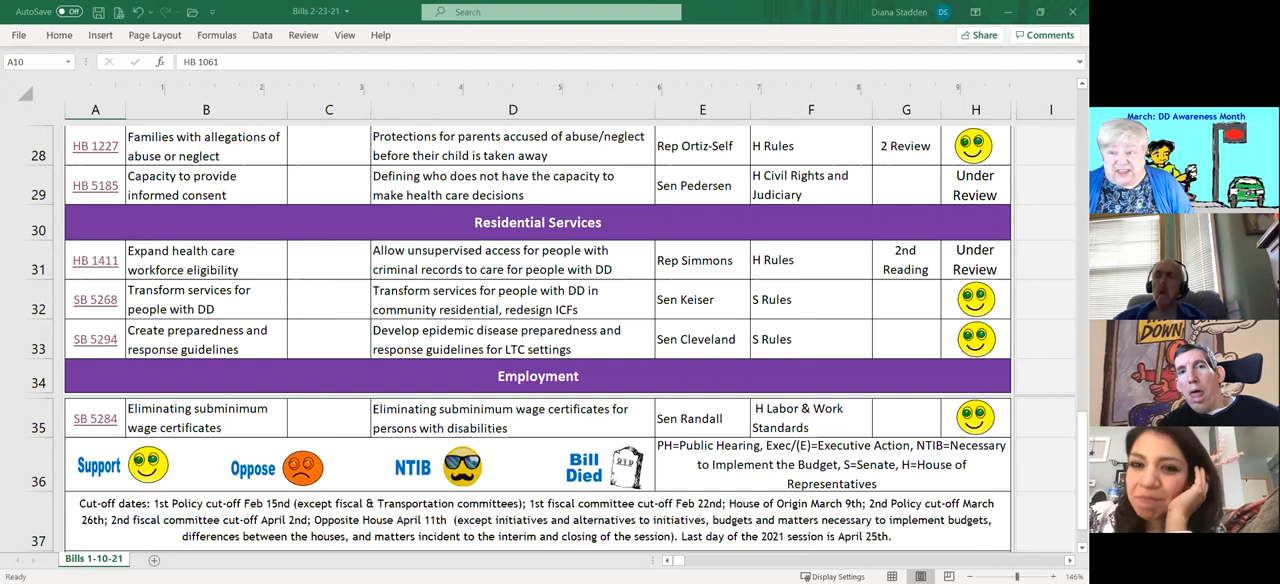 AutoSave Off
Bills 2-23-21
Search
Diana Stadden DS
File Home Insert Page Layout Formulas Data Review View Help
Share Comments
A10 fx HB 1061
1 2 3 4 5 6 7 8 9
A B C D E F G H I
28
HB 1227
Families with allegations of
abuse or neglect
Protections for parents accused of abuse/neglect
before their child is taken away
Rep Ortiz-Self
H Rules
2 Review
29
HB 5185
Capacity to provide
informed consent
Defining who does not have the capacity to
make health care decisions
Sen Pedersen
H Civil Rights and
Judiciary
Under
Review
30
Residential Services
31
HB 1411
Expand health care
workforce eligibility
Allow unsupervised access for people with
criminal records to care for people with DD
Rep Simmons
H Rules
2nd
Reading
Under
Review
32
SB 5268
Transform services for
people with DD
Transform services for people with DD in
community residential, redesign ICFs
Sen Keiser
S Rules
33
SB 5294
Create preparedness and
response guidelines
Develop epidemic disease preparedness and
response guidelines for LTC settings
Sen Cleveland
S Rules
34
Employment
35
SB 5284
Eliminating subminimum
wage certificates
Eliminating subminimum wage certificates for
persons with disabilities
Sen Randall
H Labor & Work
Standards
36
Support
Oppose
NTIB
Bill
Died
PH=Public Hearing, Exec/(E)=Executive Action, NTIB=Necessary
to Implement the Budget, S=Senate, H=House of
Representatives
37
Cut-off dates: 1st Policy cut-off Feb 15nd (except fiscal & Transportation committees); 1st fiscal committee cut-off Feb 22nd; House of Origin March 9th; 2nd Policy cut-off March
26th; 2nd fiscal committee cut-off April 2nd; Opposite House April 11th (except initiatives and alternatives to initiatives, budgets and matters necessary to implement budgets,
differences between the houses, and matters incident to the interim and closing of the session). Last day of the 2021 session is April 25th.
Bills 1-10-21
Ready
Display Settings
146%
March: DD Awareness Month
DOWN